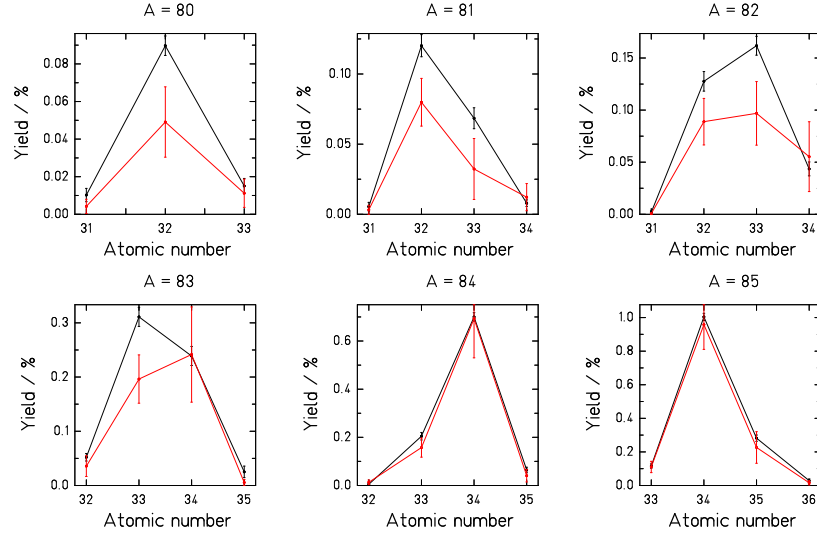 A = 80
A = 81
A = 82
Yield / %
0.08
0.06
0.04
0.02
0.00
31
32
33
Atomic number
Yield / %
0.10
0.05
0.00
31
32
33
34
Atomic number
Yield / %
0.15
0.10
0.05
0.00
31
32
33
34
Atomic number
A = 83
A = 84
A = 85
Yield / %
0.3
0.2
0.1
0.0
32
33
34
35
Atomic number
Yield / %
0.6
0.4
0.2
0.0
32
33
34
35
Atomic number
Yield / %
1.0
0.8
0.6
0.4
0.2
0.0
33
34
35
36
Atomic number